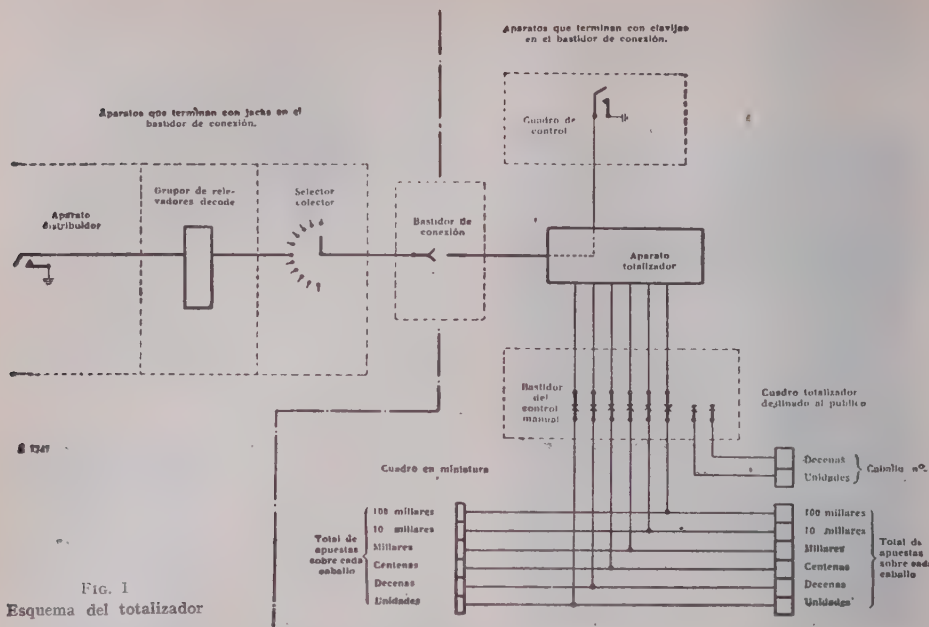 Aparatos que terminan con clavijas
en el bastidor de conexión.
Aparatos que terminan con jacks en el
bastidor de conexión.
Cuadro de
control
Aparato
distribuidor
Grupor de rele-
vadores decode
Selector
colector
Bastidor de
conexión
Aparato
totalizador
Bastidor
del
control
manual
Cuadro totalizador
destinado al publico
Decenas
Unidades
Caballo nº.
Cuadro en miniatura
Total de
apuestas
sobre cada
caballo
100 millares
10 millares
Millares
Centenas
Decenas
Unidades
100 millares
10 millares
Millares
Centenas
Decenas
Unidades
Total de
apuestas
sobre cada
caballo
FIG. 1
Esquema del totalizador